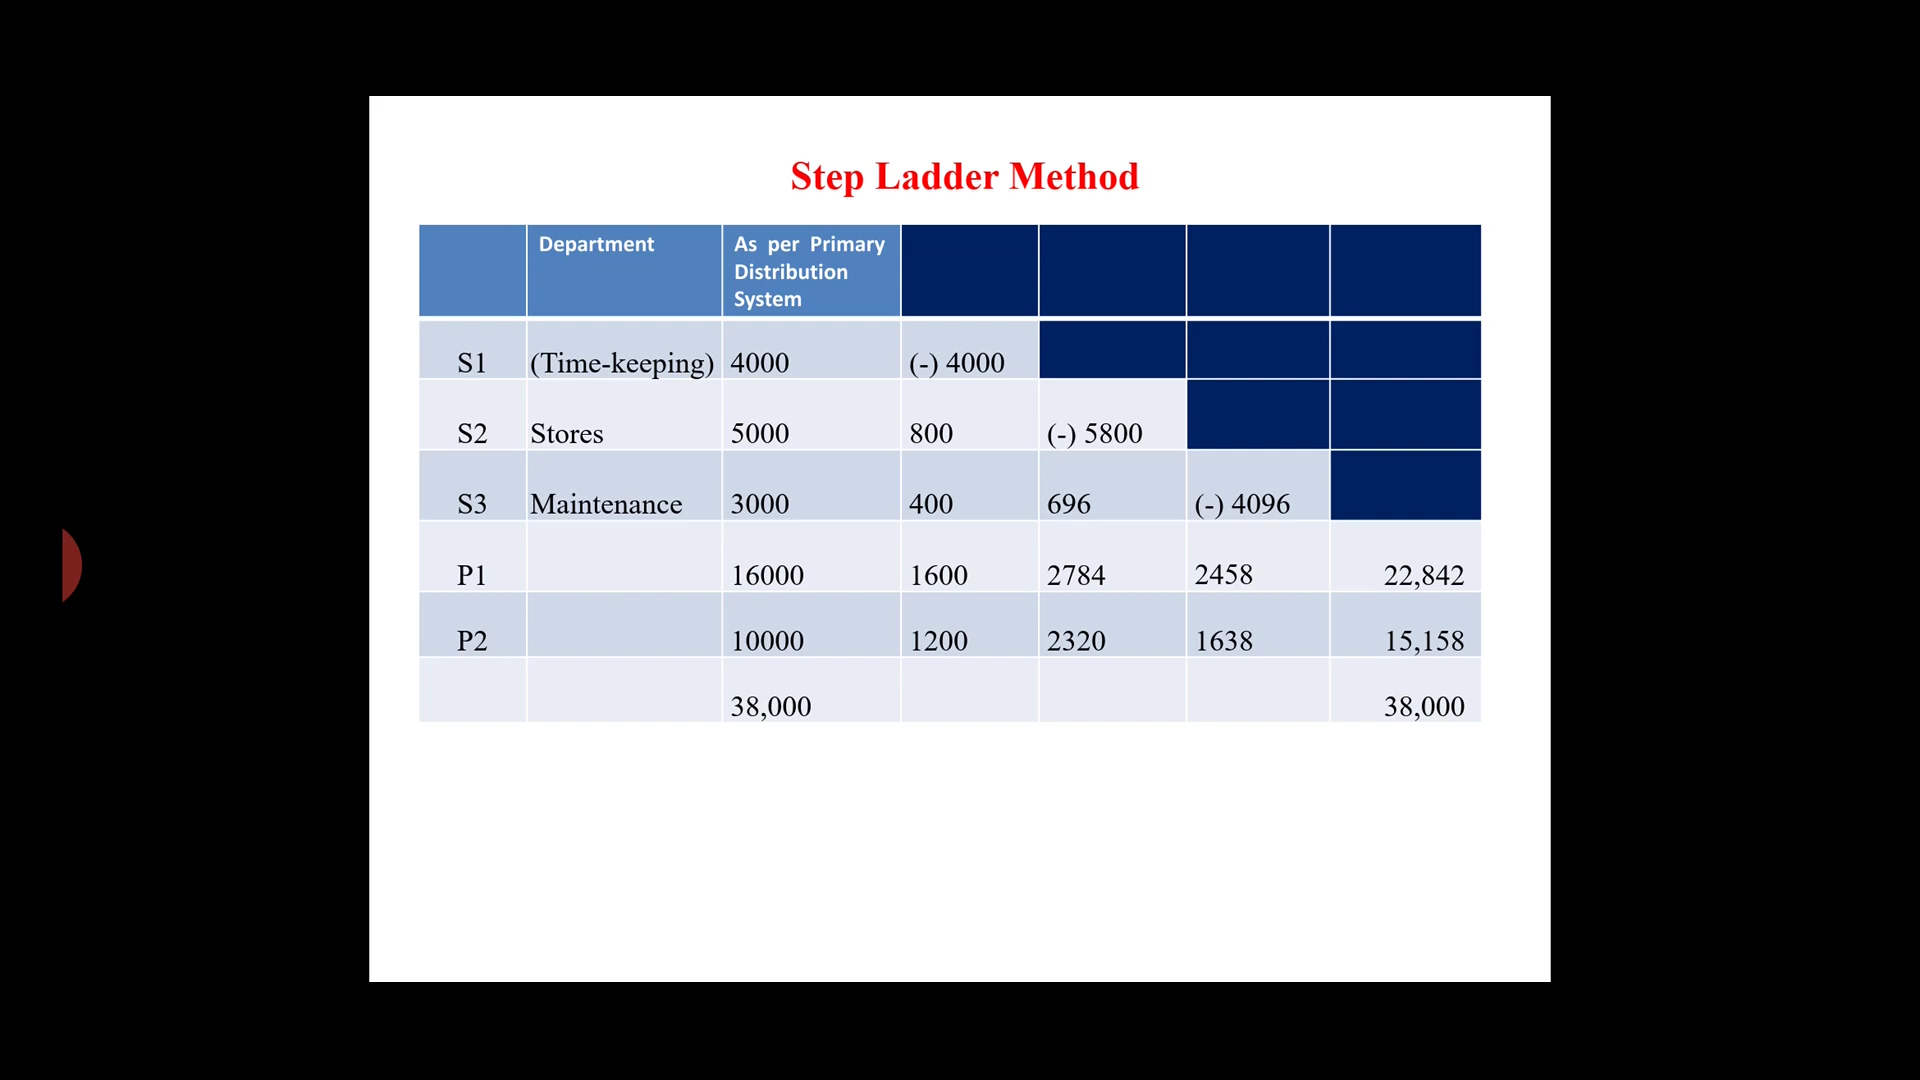 Step Ladder Method
Department As per Primary Distribution System
S1 (Time-keeping) 4000 (-) 4000
S2 Stores 5000 800 (-) 5800
S3 Maintenance 3000 400 696 (-) 4096
P1 16000 1600 2784 2458 22,842
P2 10000 1200 2320 1638 15,158
38,000 38,000